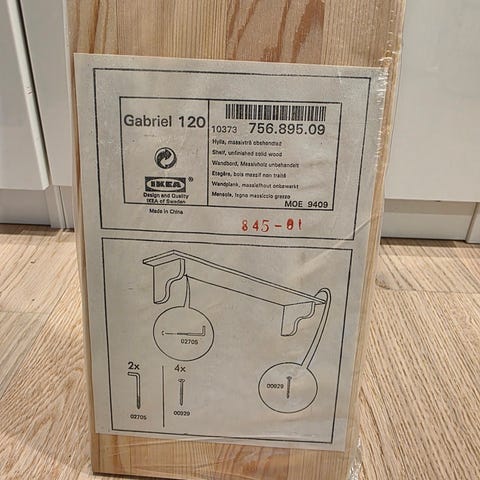 Gabriel 120
10373 756.895.09
Hylla, massivträ obehandlad
Shelf, unfinished solid wood
Wandbord, Massivholz unbehandelt
Etagère, bois massif non traité
Wandplank, massiefhout onbewerkt
Mensola, legno massiccio grezzo
IKEA
Design and Quality
IKEA of Sweden
Made in China
MOE 9409
845-01
02705
2x
4x
00929
02705
00929